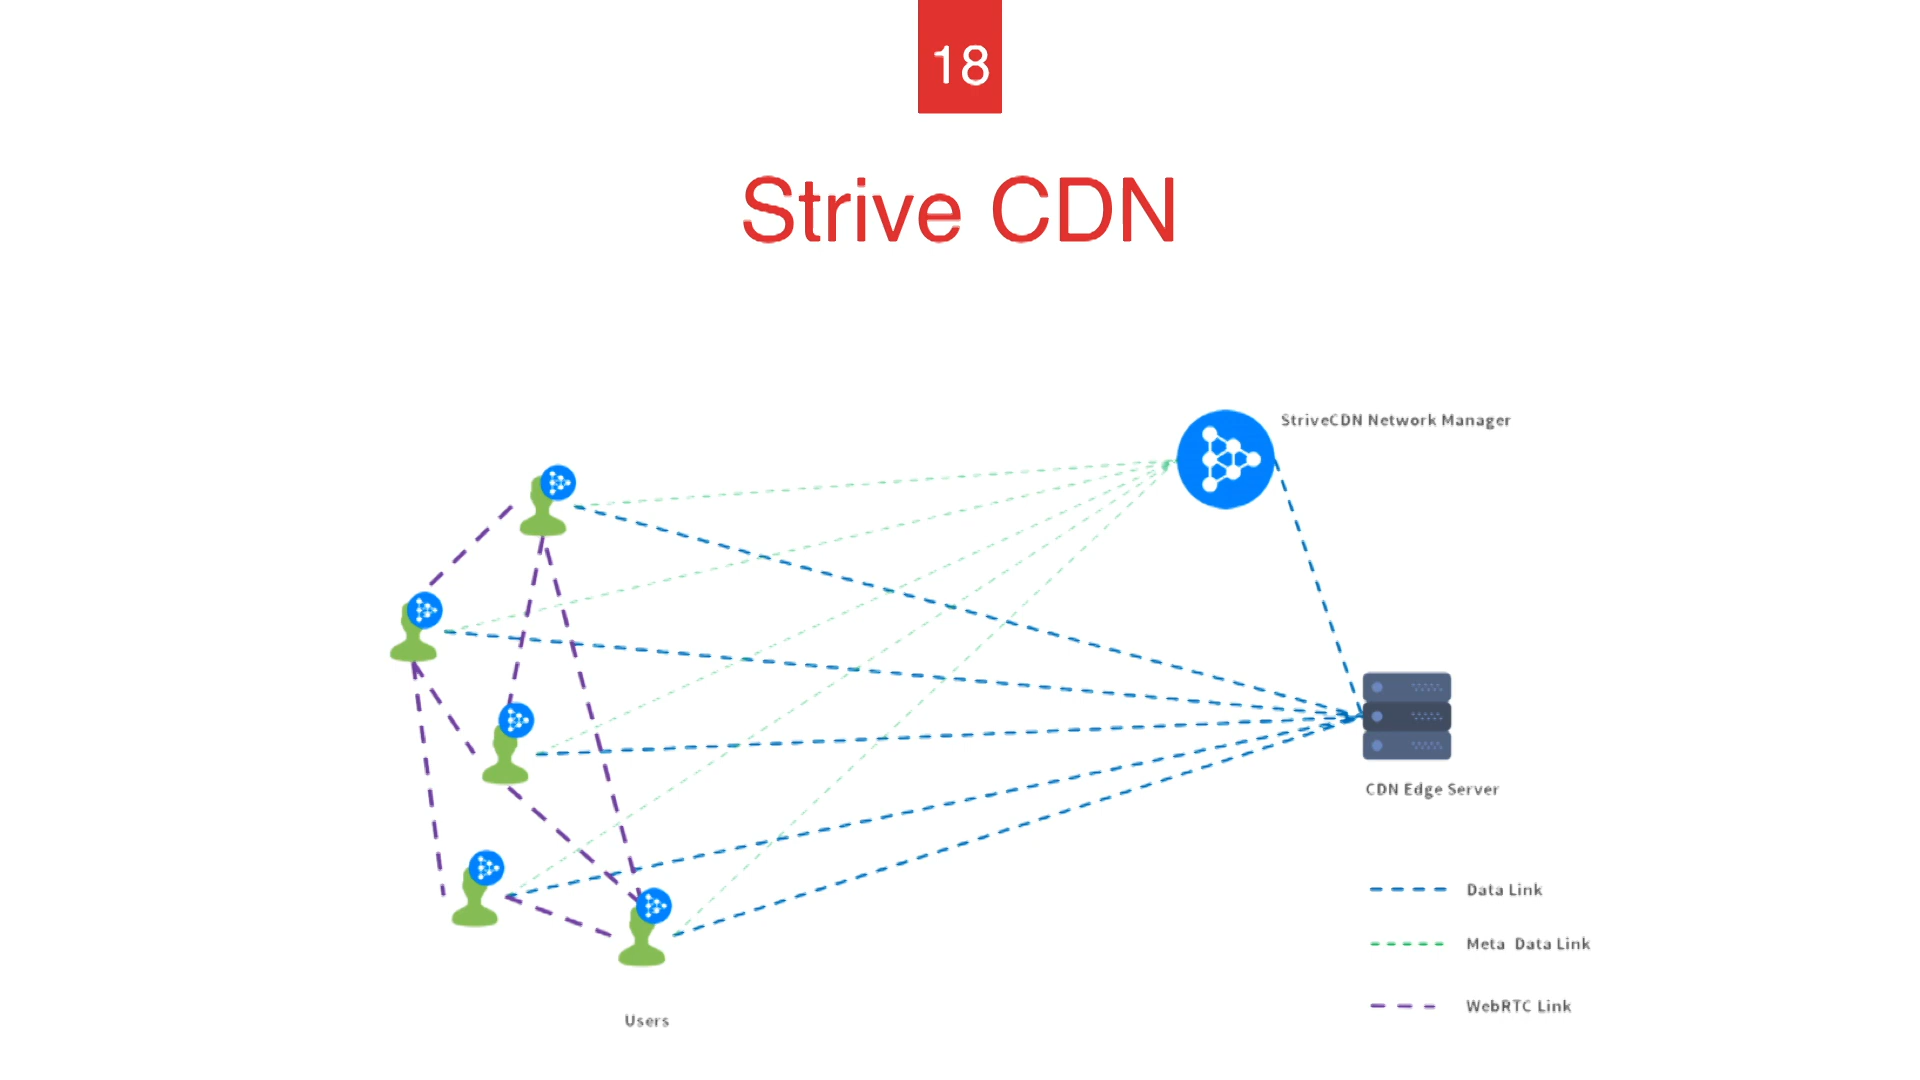 18
Strive CDN
StriveCDN Network Manager
CDN Edge Server
Data Link
Meta Data Link
WebRTC Link
Users